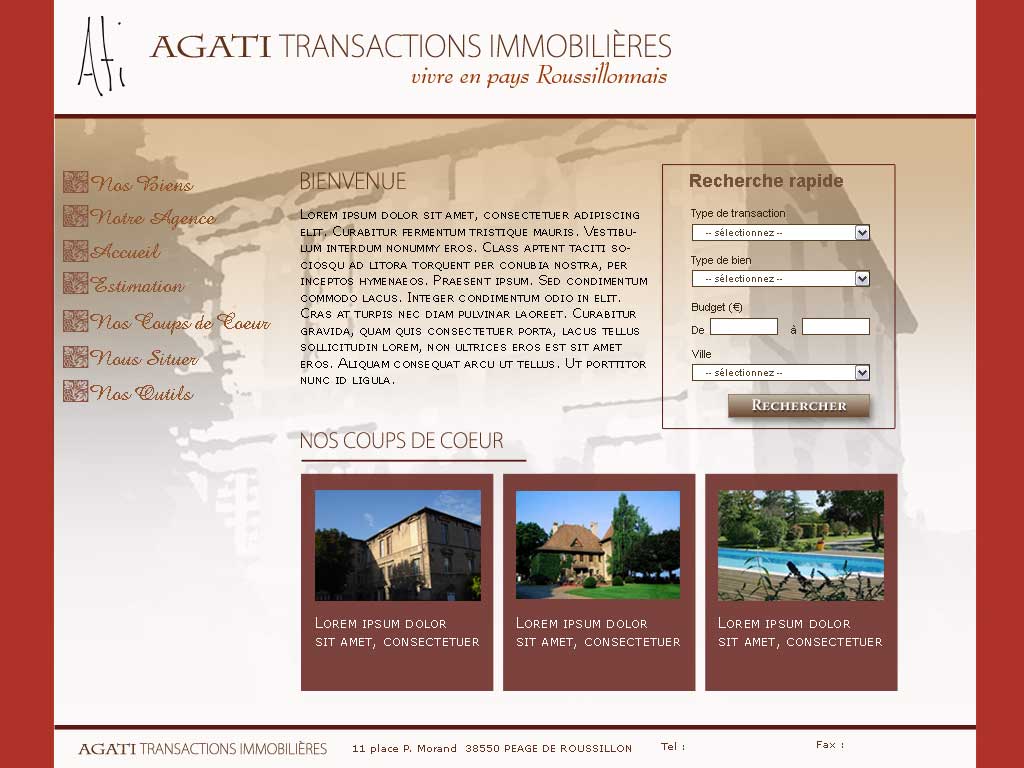 Ati
AGATI TRANSACTIONS IMMOBILIÈRES
vivre en pays Roussillonnais
Nos Biens
Notre Agence
Accueil
Estimation
Nos Coups de Coeur
Nous Situer
Nos Outils
BIENVENUE
Lorem ipsum dolor sit amet, consectetuer adipiscing
elit. Curabitur fermentum tristique mauris. Vestibu-
lum interdum nonummy eros. Class aptent taciti so-
ciosqu ad litora torquent per conubia nostra, per
inceptos hymenaeos. Praesent ipsum. Sed condimentum
commodo lacus. Integer condimentum odio in elit.
Cras at turpis nec diam pulvinar laoreet. Curabitur
gravida, quam quis consectetuer porta, lacus tellus
sollicitudin lorem, non ultrices eros est sit amet
eros. Aliquam consequat arcu ut tellus. Ut porttitor
nunc id ligula.
Recherche rapide
Type de transaction
-- sélectionnez --
Type de bien
-- sélectionnez --
Budget (€)
De à
Ville
-- sélectionnez --
Rechercher
NOS COUPS DE COEUR
Lorem ipsum dolor
sit amet, consectetuer
Lorem ipsum dolor
sit amet, consectetuer
Lorem ipsum dolor
sit amet, consectetuer
AGATI TRANSACTIONS IMMOBILIÈRES 11 place P. Morand 38550 PEAGE DE ROUSSILLON Tel : Fax :